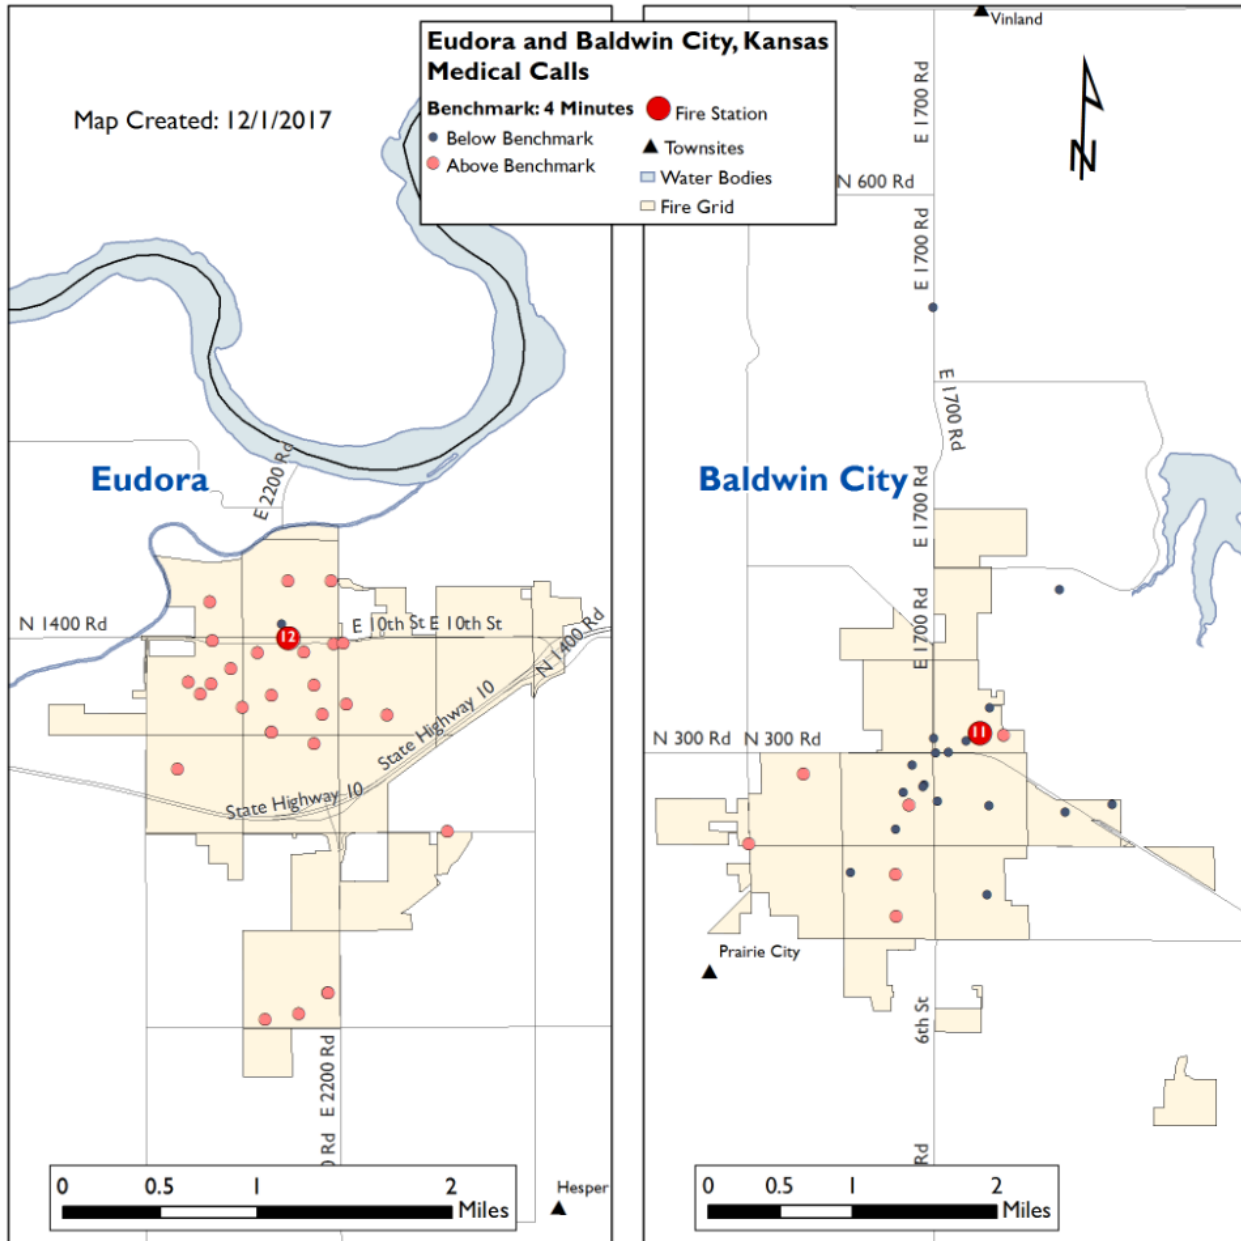 Vinland
Eudora and Baldwin City, Kansas
Medical Calls
Benchmark: 4 Minutes
Below Benchmark
Above Benchmark
Fire Station
Townsites
Water Bodies
Fire Grid
Map Created: 12/1/2017
E 1700 Rd
N
N 600 Rd
E 1700 Rd
E 1700 Rd
Eudora
E 2200 Rd
Baldwin City
E 1700 Rd
N 1400 Rd
12
E 10th St
E 10th St
N 1400 Rd
E 1700 Rd
State Highway 10
State Highway 10
N 300 Rd
N 300 Rd
11
Prairie City
6th St
E 2200 Rd
0 Rd
Rd
0 0.5 1 2
Miles
Hesper
0 0.5 1 2
Miles